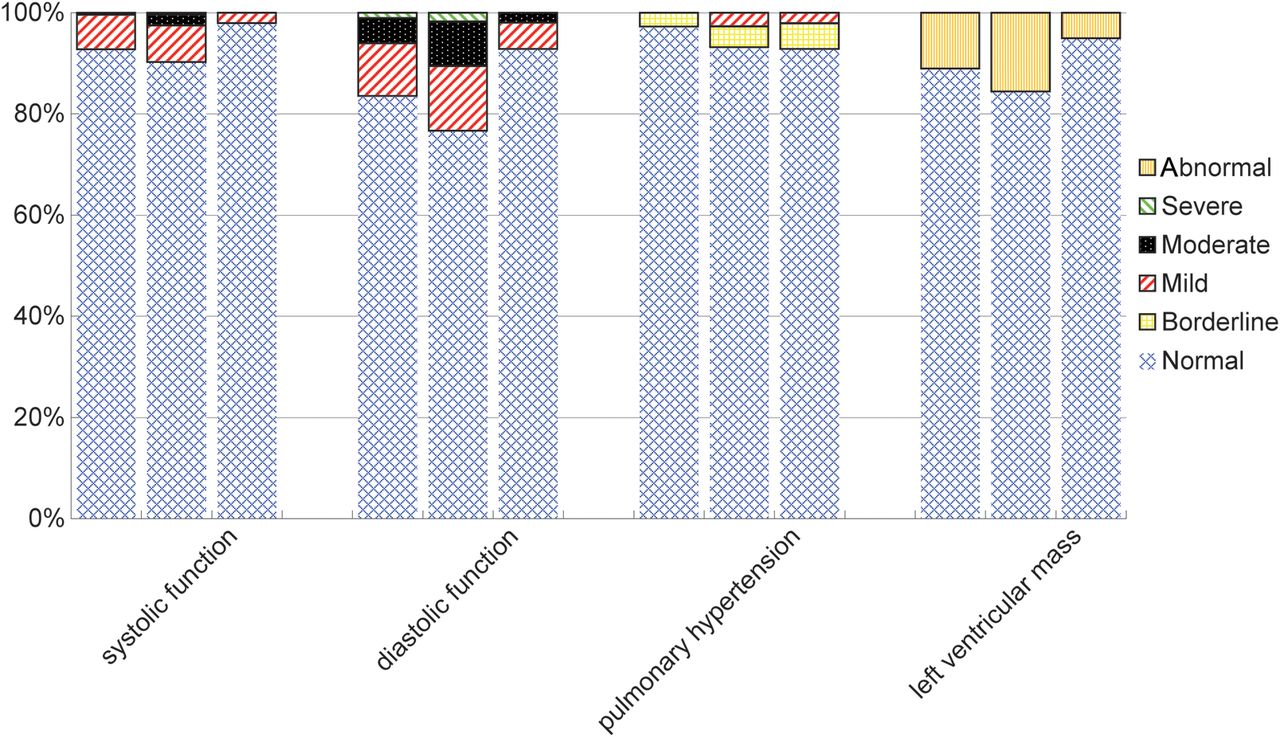 100%
80%
60%
40%
20%
0%
systolic function
diastolic function
pulmonary hypertension
left ventricular mass
Abnormal
Severe
Moderate
Mild
Borderline
Normal